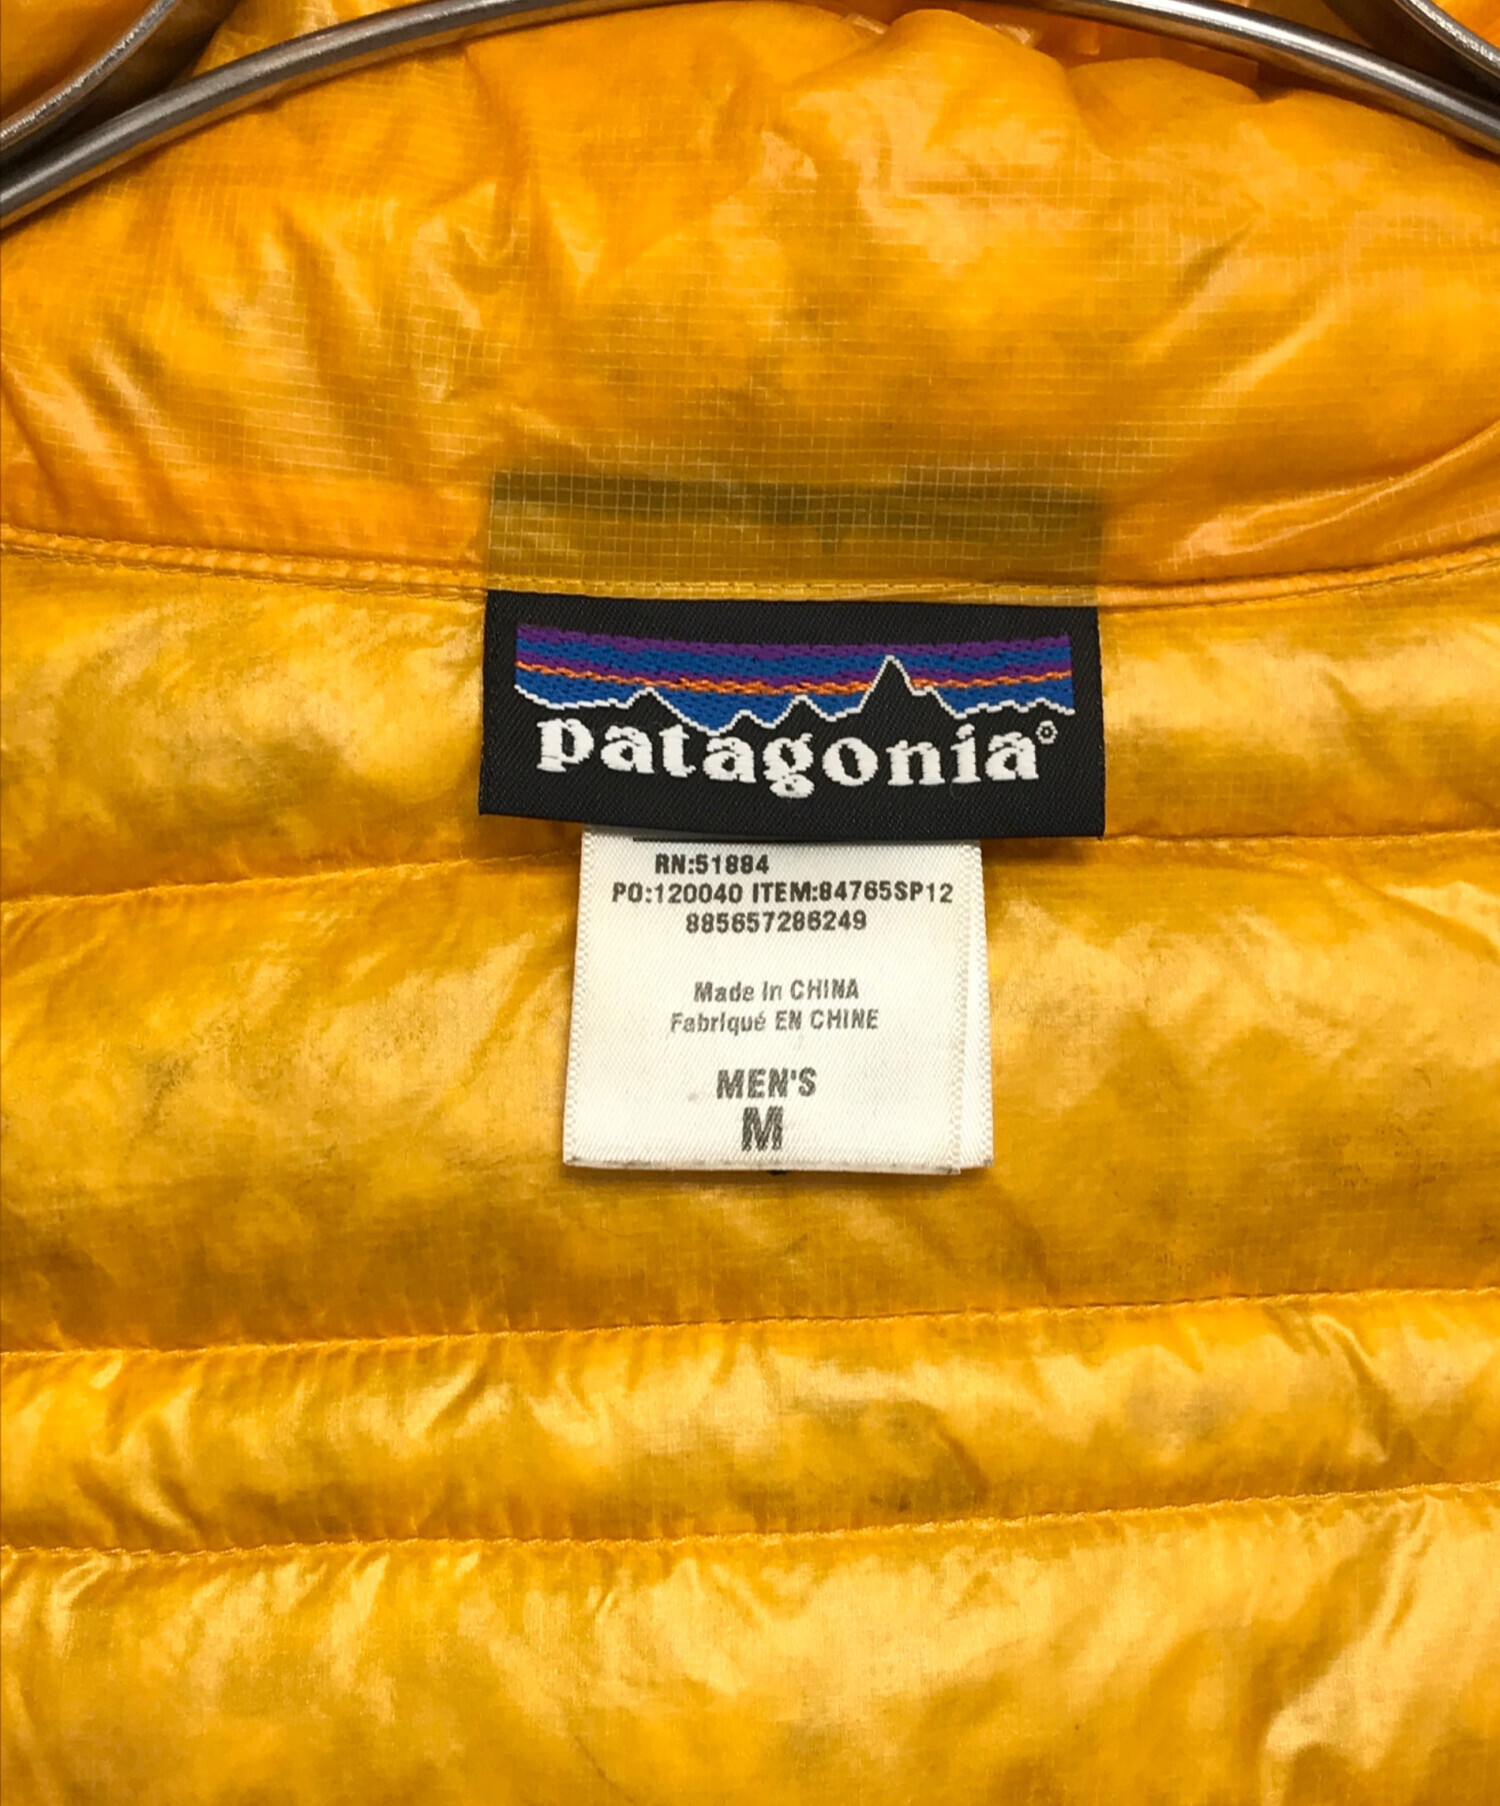 patagonia®
RN:51884
PO:120040 ITEM:84765SP12
885657286249
Made in CHINA
Fabriqué EN CHINE
MEN'S
M